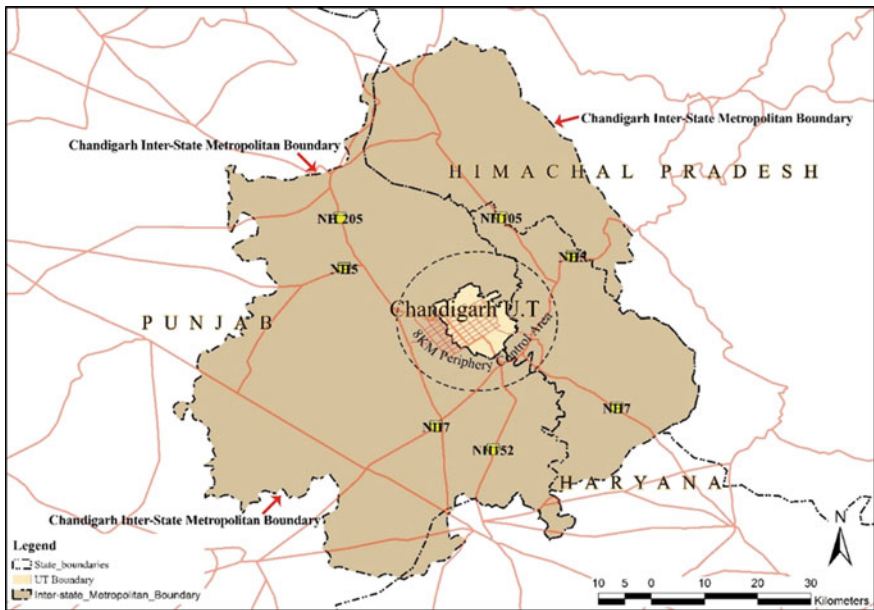 Chandigarh Inter-State Metropolitan Boundary
Chandigarh Inter-State Metropolitan Boundary
HIMACHAL PRADESH
NH 205
NH105
NH5
NH5
Chandigarh U.T
PUNJAB
8KM Periphery Control Area
NH7
NH7
NH152
HARYANA
Chandigarh Inter-State Metropolitan Boundary
N
Legend
State_boundaries
UT Boundary
Inter-state_Metropolitan_Boundary
10 5 0 10 20 30
Kilometers